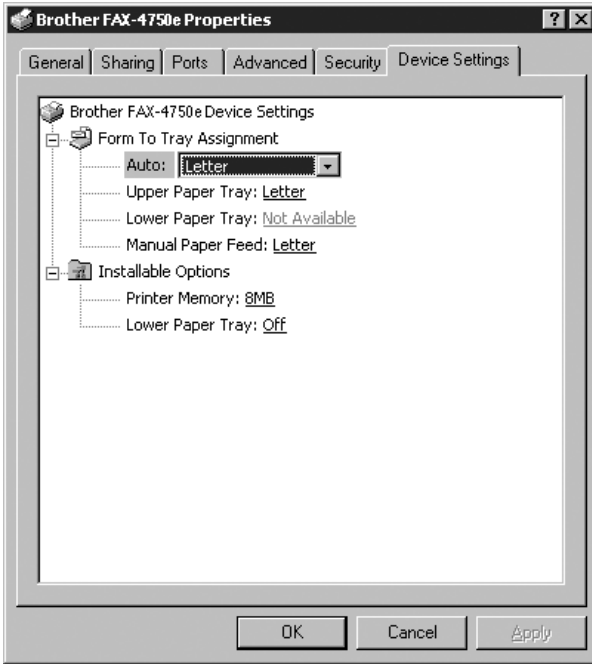 Brother FAX-4750e Properties
General Sharing Ports Advanced Security Device Settings
Brother FAX-4750e Device Settings
Form To Tray Assignment
Auto: Letter
Upper Paper Tray: Letter
Lower Paper Tray: Not Available
Manual Paper Feed: Letter
Installable Options
Printer Memory: 8MB
Lower Paper Tray: Off
OK Cancel Apply